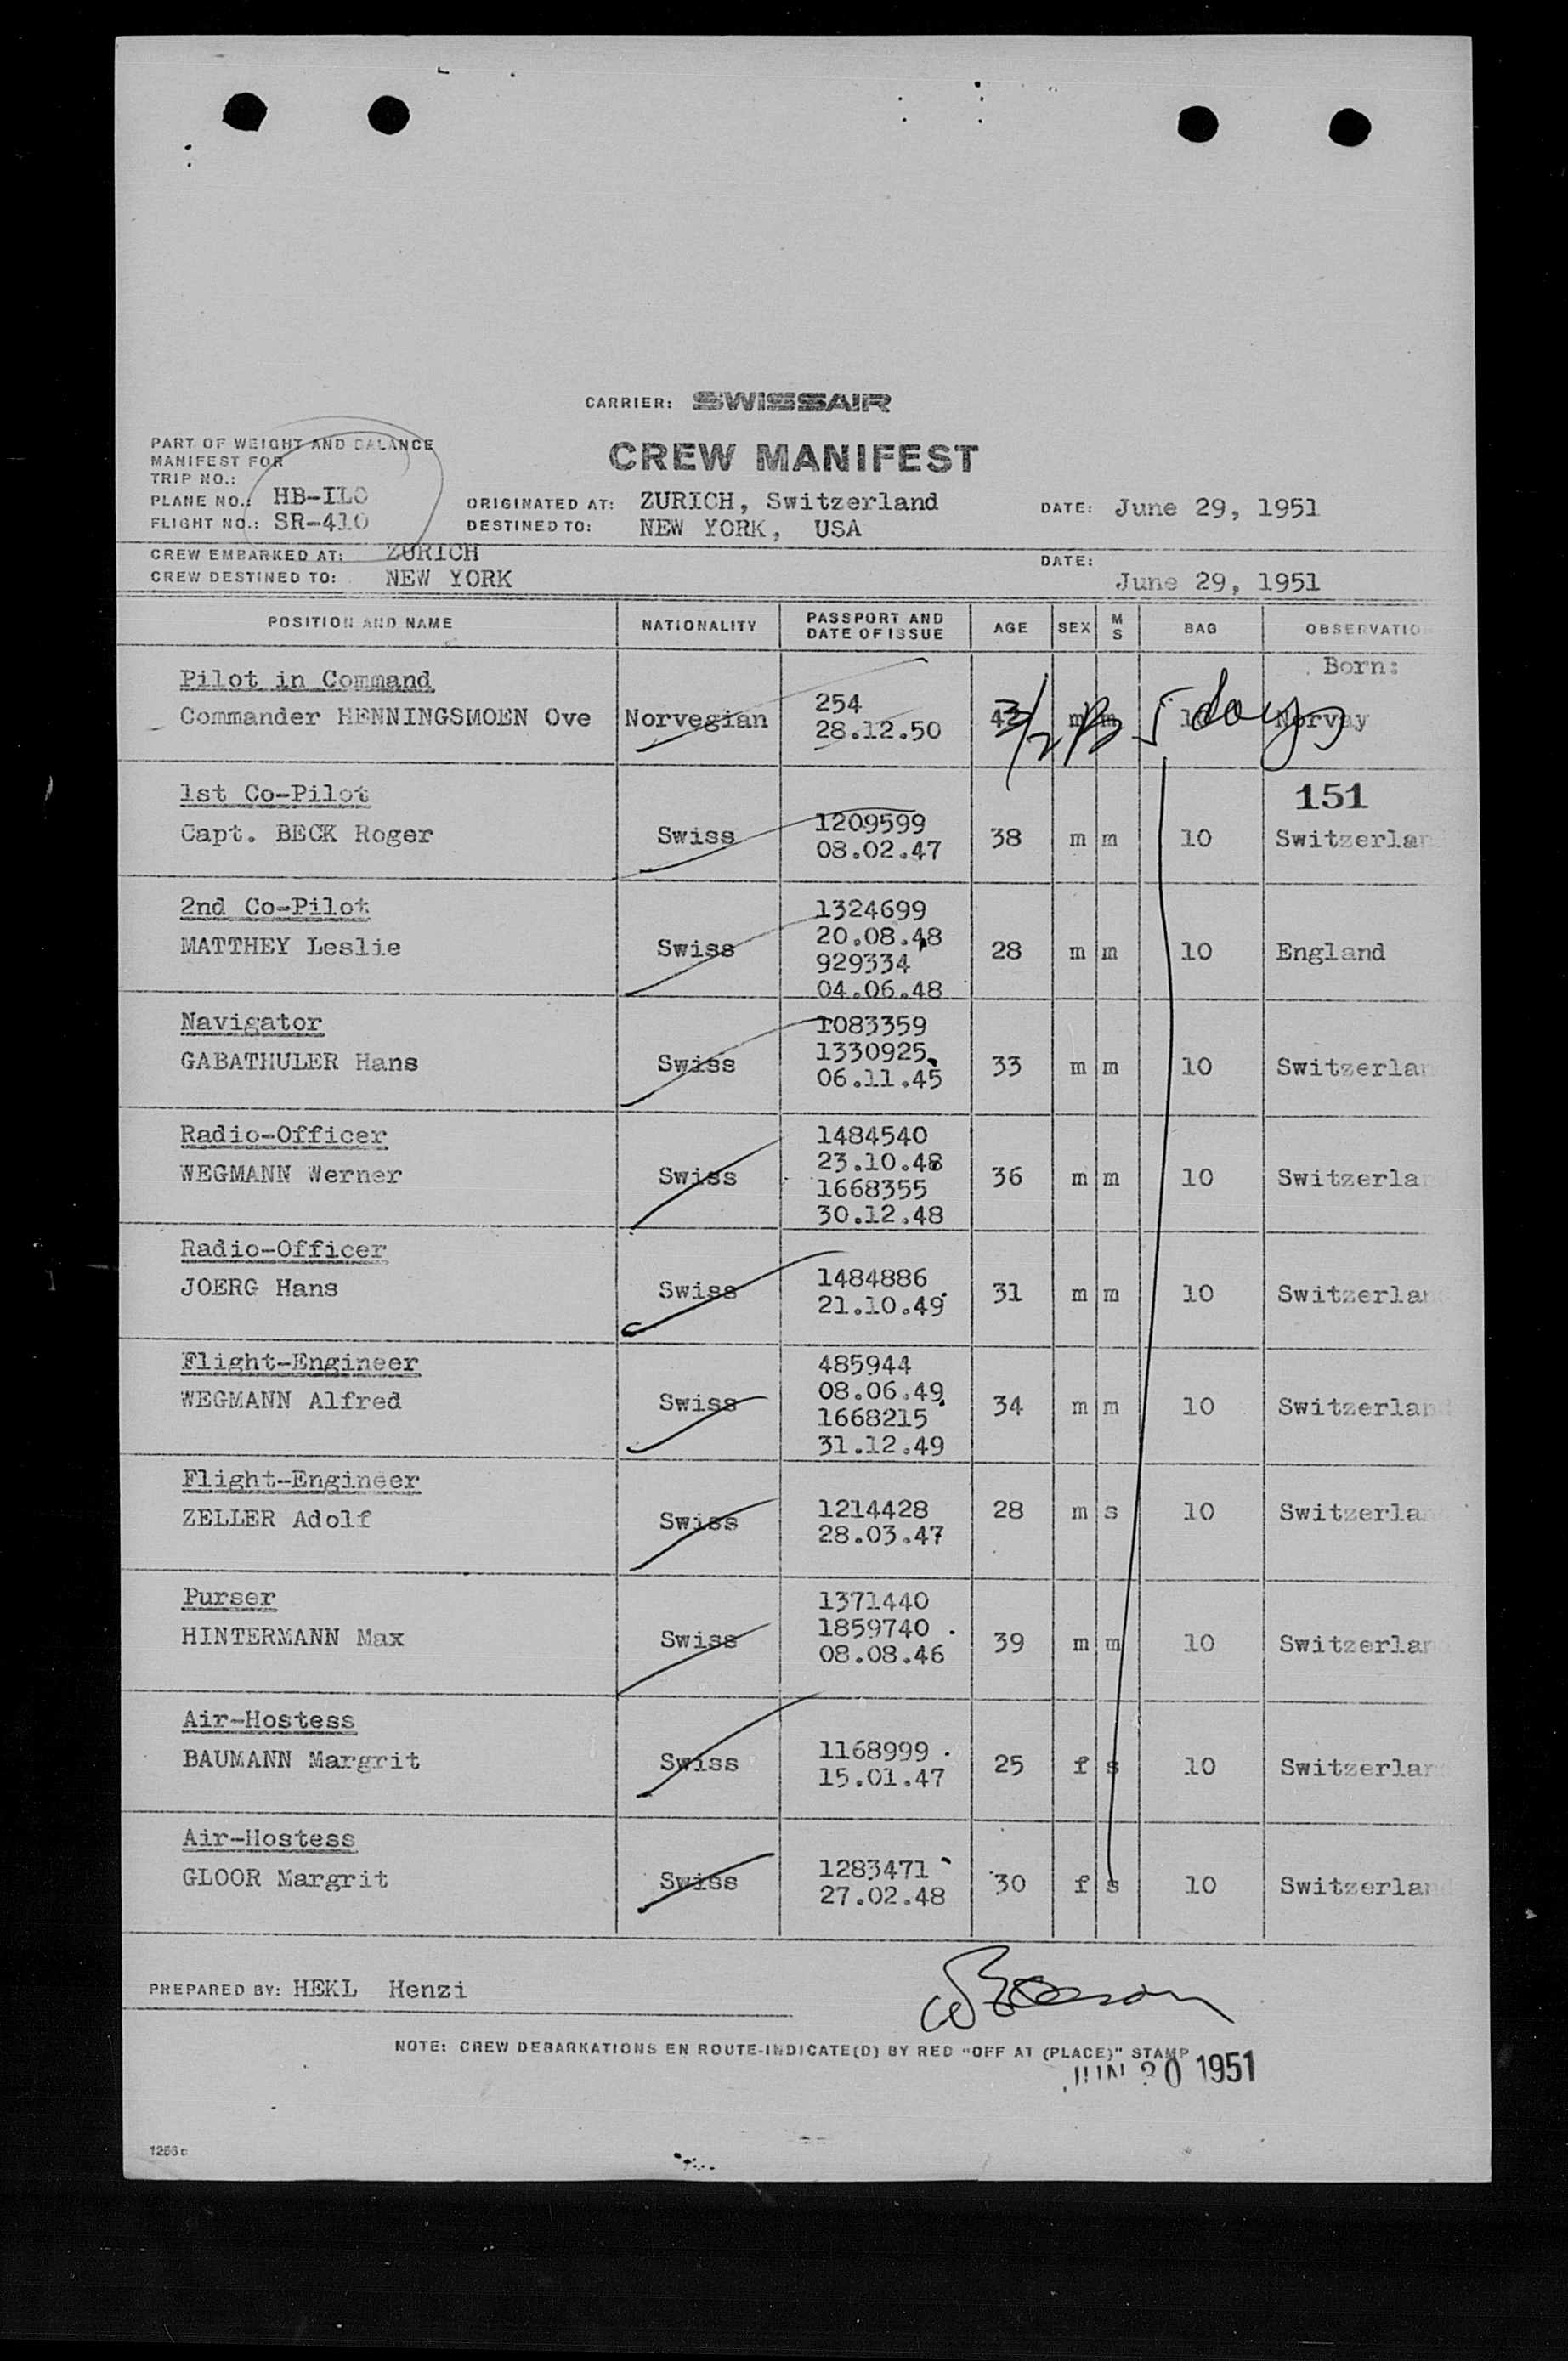 CARRIER: SWISSAIR
PART OF WEIGHT AND BALANCE
MANIFEST FOR
CREW MANIFEST
TRIP NO.:
PLANE NO.: HB-ILO
ORIGINATED AT: ZURICH, Switzerland
DATE: June 29, 1951
FLIGHT NO.: SR-410
DESTINED TO: NEW YORK, USA
CREW EMBARKED AT: ZURICH
DATE:
CREW DESTINED TO: NEW YORK
June 29, 1951
POSITION AND NAME NATIONALITY PASSPORT AND DATE OF ISSUE AGE SEX M S BAG OBSERVATIO
Born:
Pilot in Command
254
Commander HENNINGSMOEN Ove Norvegian m m 10 Norvay
28.12.50
5 days
1st Co-Pilot
151
1209599
Capt. BECK Roger Swiss 38 m m 10 Switzerlan
08.02.47
2nd Co-Pilot
1324699
20.08.48
MATTHEY Leslie Swiss 28 m m 10 England
929334
04.06.48
Navigator
1083359
1330925
GABATHULER Hans Swiss 33 m m 10 Switzerlan
06.11.45
Radio-Officer
1484540
23.10.48
WEGMANN Werner Swiss 36 m m 10 Switzerla
1668355
30.12.48
Radio-Officer
1484886
JOERG Hans Swiss 31 m m 10 Switzerlan
21.10.49
Flight-Engineer
485944
08.06.49
WEGMANN Alfred Swiss 34 m m 10 Switzerlan
1668215
31.12.49
Flight-Engineer
1214428
ZELLER Adolf Swiss 28 m s 10 Switzerla
28.03.47
Purser
1371440
1859740
HINTERMANN Max Swiss 39 m m 10 Switzerlan
08.08.46
Air-Hostess
1168999
BAUMANN Margrit Swiss 25 f s 10 Switzerlan
15.01.47
Air-Hostess
1283471
GLOOR Margrit Swiss 30 f s 10 Switzerlan
27.02.48
PREPARED BY: HEKL Henzi
NOTE: CREW DEBARKATIONS EN ROUTE-INDICATE(D) BY RED "OFF AT (PLACE)" STAMP
JUN 30 1951